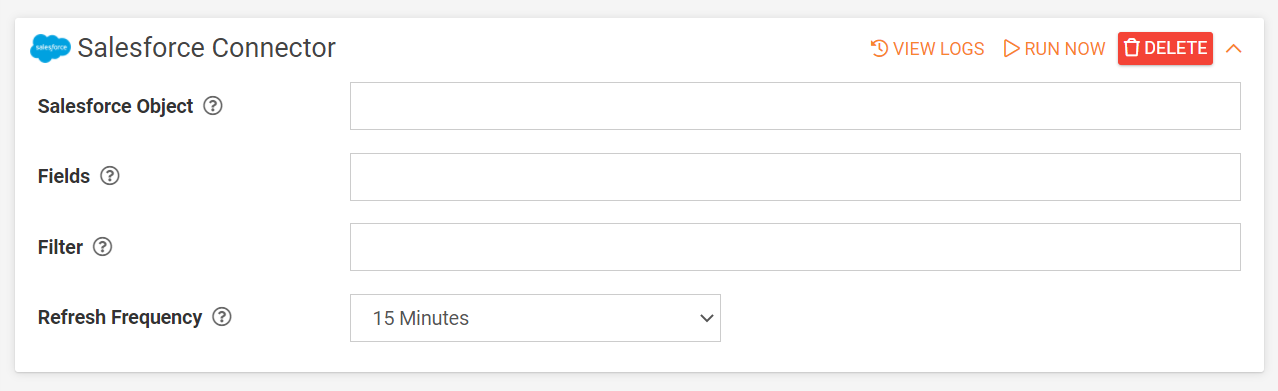 salesforce Salesforce Connector VIEW LOGS RUN NOW DELETE
Salesforce Object ?
Fields ?
Filter ?
Refresh Frequency ? 15 Minutes